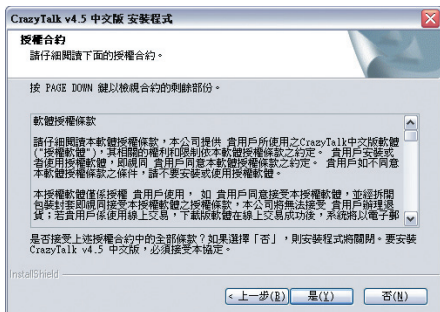 CrazyTalk v4.5 中文版 安裝程式
授權合約
請仔細閱讀下面的授權合約。
按 PAGE DOWN 鍵以檢視合約的剩餘部份。
軟體授權條款
請仔細閱讀本軟體授權條款,本公司提供 貴用戶所使用之CrazyTalk中文版軟體
("授權軟體"),其相關的權利和限制依本軟體授權條款之約定。 貴用戶安裝或
者使用授權軟體,即視同 貴用戶同意本軟體授權條款之約定。 貴用戶如不同意
本軟體授權條款之條件,請不要安裝或使用授權軟體。
本授權軟體僅係授權 貴用戶使用, 如 貴用戶同意接受本授權軟體,並經拆開
包裝封套即視同接受本授權軟體之授權條款,本公司將無法接受 貴用戶辦理退
貨;若貴用戶係使用線上交易,下載版軟體在線上交易成功後,系統將以電子郵
是否接受上述授權合約中的全部條款?如果選擇「否」,則安裝程式將關閉。要安裝
CrazyTalk v4.5 中文版,必須接受本協定。
InstallShield
< 上一步(B) 是(Y) 否(N)